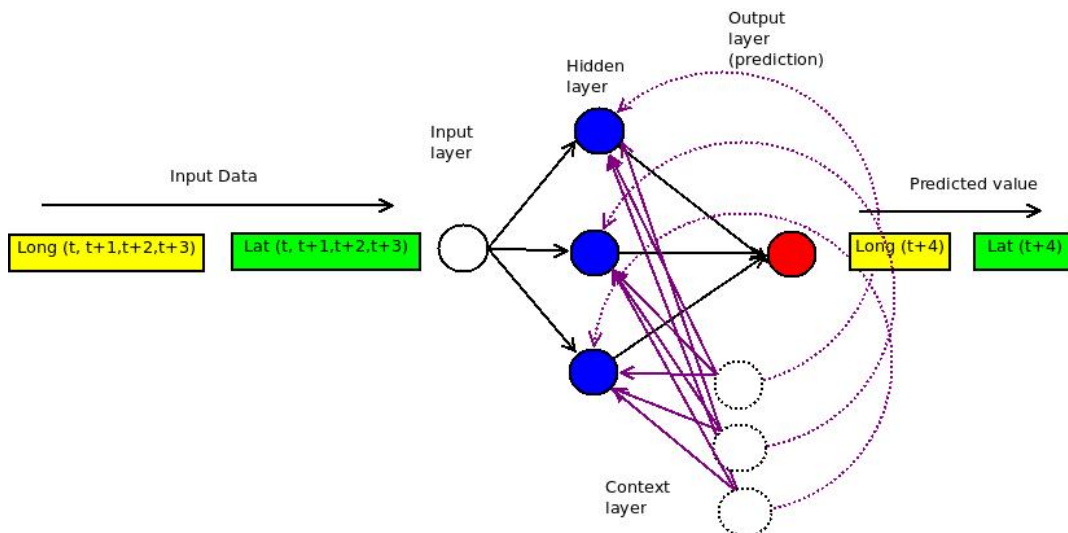 Output
layer
(prediction)
Hidden
layer
Input
layer
Input Data
Predicted value
Long (t, t+1,t+2,t+3)
Lat (t, t+1,t+2,t+3)
Long (t+4)
Lat (t+4)
Context
layer